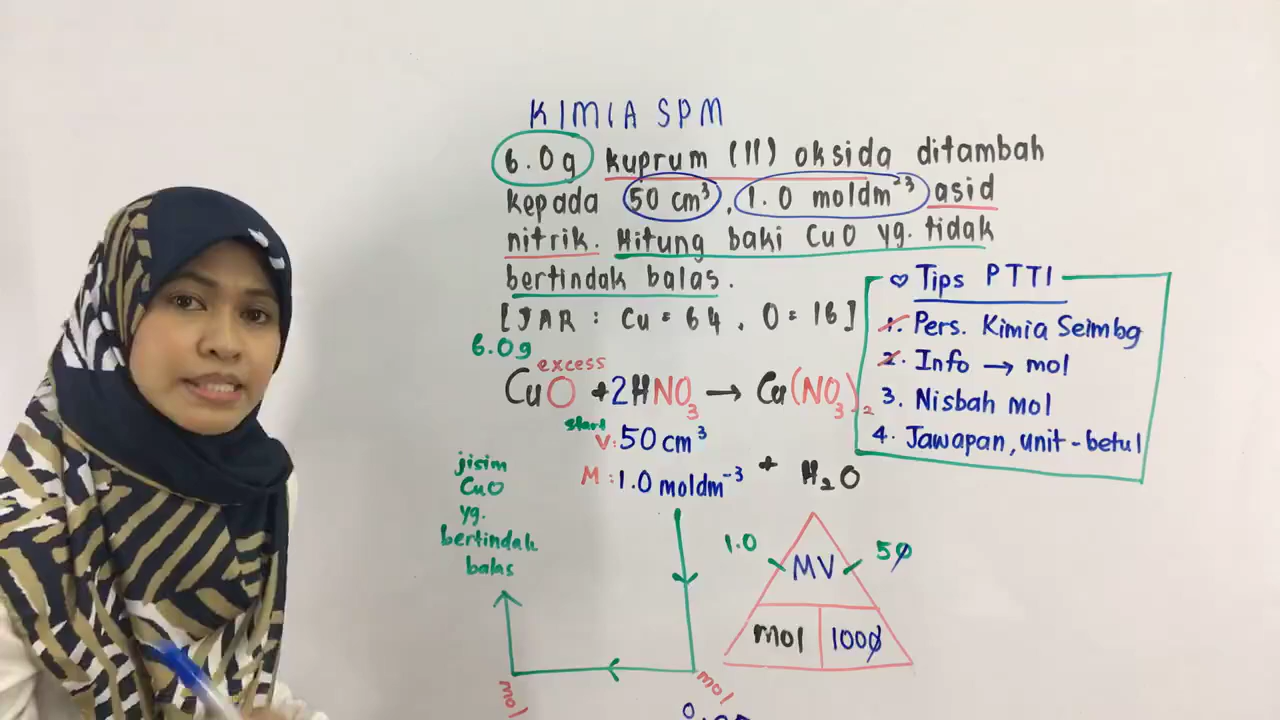 KIMIA SPM
6.0g kuprum (II) oksida ditambah
kepada 50 cm³, 1.0 moldm⁻³ asid
nitrik. Hitung baki CuO yg. tidak
bertindak balas.
[JAR : Cu = 64, O = 16]
♡ Tips PTTI
1. Pers. Kimia Seimbg
2. Info → mol
3. Nisbah mol
4. Jawapan, unit - betul
6.0g
excess
CuO + 2HNO₃ → Cu(NO₃)₂
+ H₂O
start
V: 50 cm³
M: 1.0 moldm⁻³
jisim
CuO
yg.
bertindak
balas
mol
mol
1.0
50
MV
mol
1000